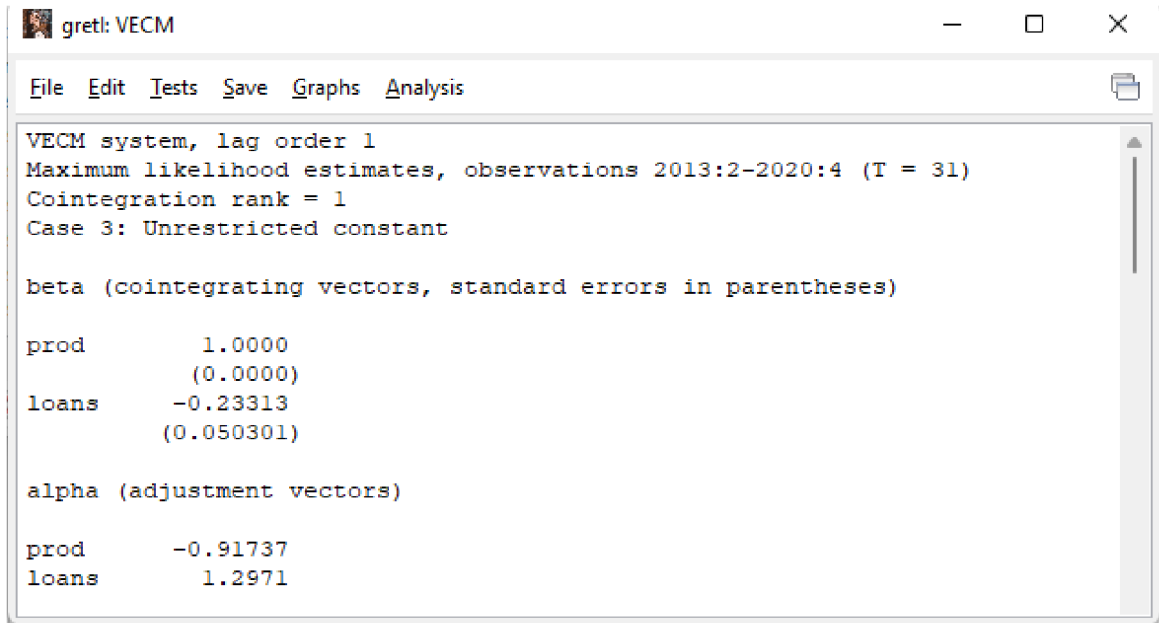 gretl: VECM
File Edit Tests Save Graphs Analysis
VECM system, lag order 1
Maximum likelihood estimates, observations 2013:2-2020:4 (T = 31)
Cointegration rank = 1
Case 3: Unrestricted constant
beta (cointegrating vectors, standard errors in parentheses)
prod 1.0000
(0.0000)
loans -0.23313
(0.050301)
alpha (adjustment vectors)
prod -0.91737
loans 1.2971